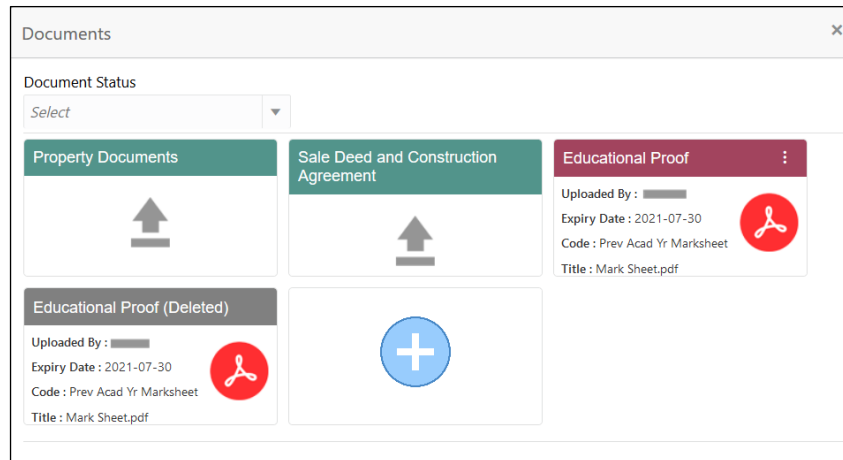 Documents
Document Status
Select
Property Documents
Sale Deed and Construction
Agreement
Educational Proof
Uploaded By :
Expiry Date : 2021-07-30
Code : Prev Acad Yr Marksheet
Title : Mark Sheet.pdf
Educational Proof (Deleted)
Uploaded By :
Expiry Date : 2021-07-30
Code : Prev Acad Yr Marksheet
Title : Mark Sheet.pdf